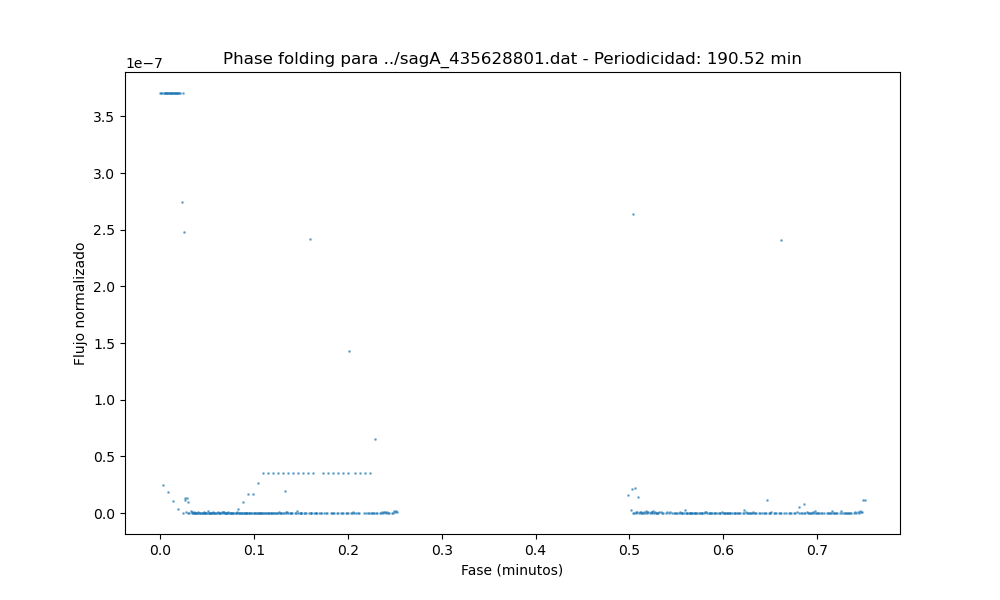 Phase folding para ../sagA_435628801.dat - Periodicidad: 190.52 min
1e−7
3.5
3.0
2.5
2.0
1.5
1.0
0.5
0.0
Flujo normalizado
0.0 0.1 0.2 0.3 0.4 0.5 0.6 0.7
Fase (minutos)